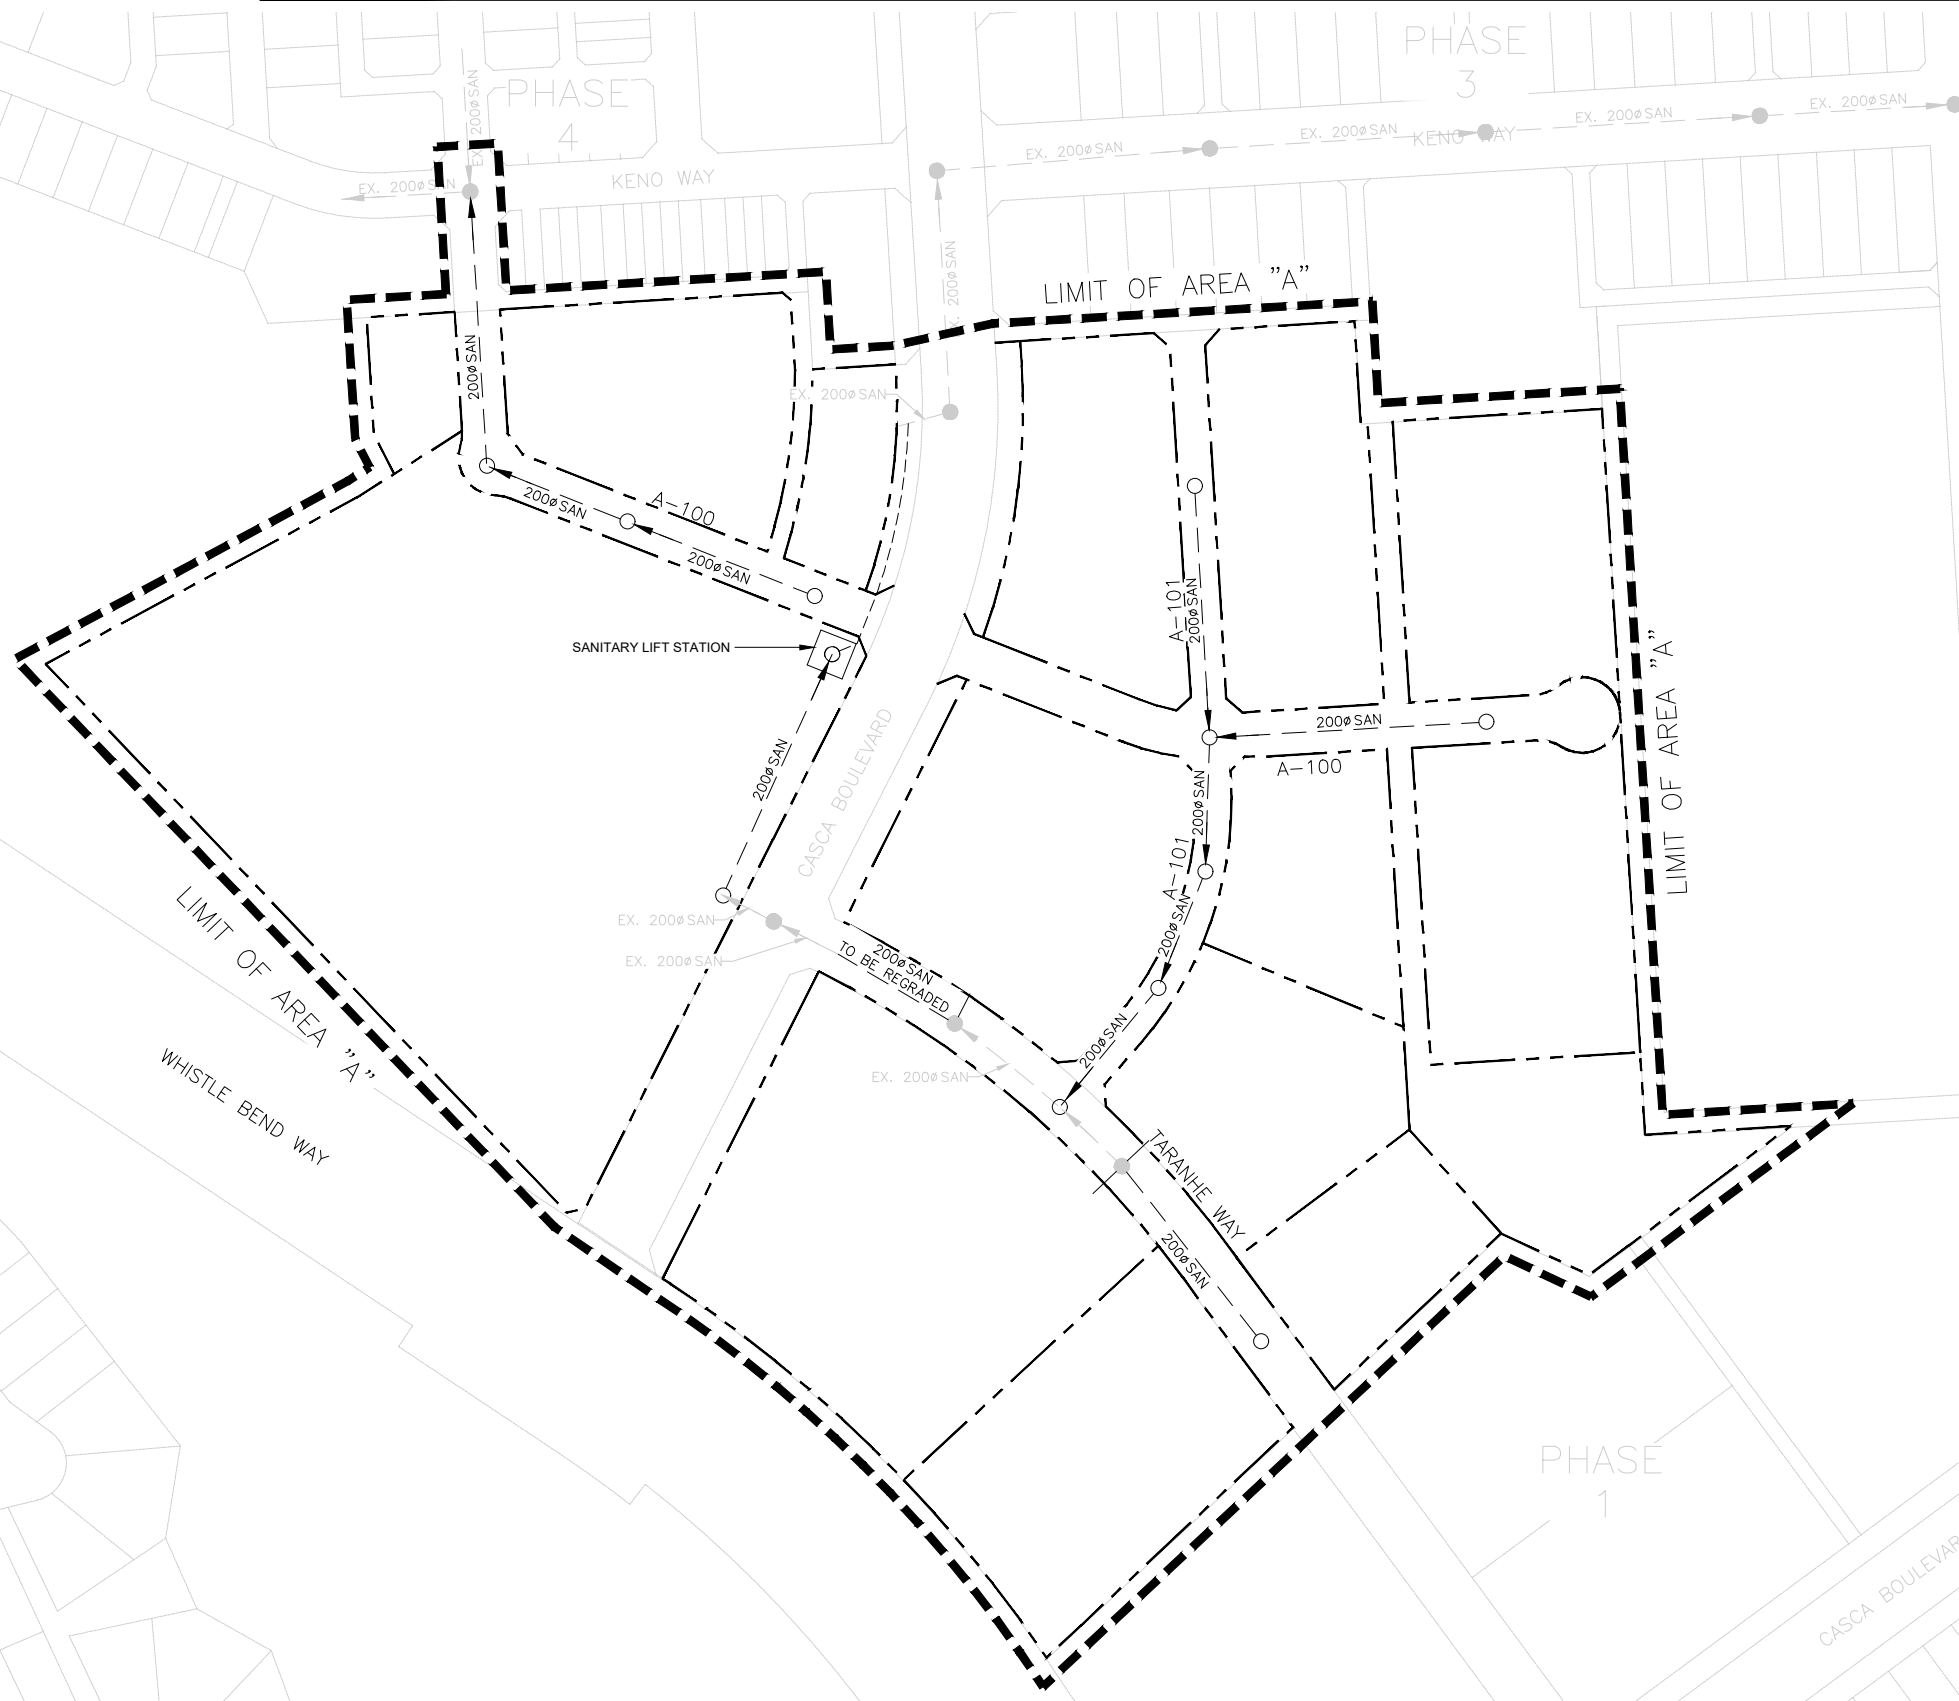 PHASE
3
PHASE
4
EX. 200ø SAN
EX. 200ø SAN
EX. 200ø SAN
EX. 200ø SAN
EX. 200ø SAN
EX. 200ø SAN
KENO WAY
KENO WAY
EX. 200ø SAN
LIMIT OF AREA "A"
200ø SAN
EX. 200ø SAN
A-100
200ø SAN
200ø SAN
A-101
200ø SAN
SANITARY LIFT STATION
LIMIT OF AREA "A"
200ø SAN
A-100
200ø SAN
CASCA BOULEVARD
200ø SAN
A-101
200ø SAN
EX. 200ø SAN
EX. 200ø SAN
200ø SAN
TO BE REGRADED
LIMIT OF AREA "A"
200ø SAN
EX. 200ø SAN
WHISTLE BEND WAY
TARANHE WAY
200ø SAN
PHASE
1
CASCA BOULEVAR